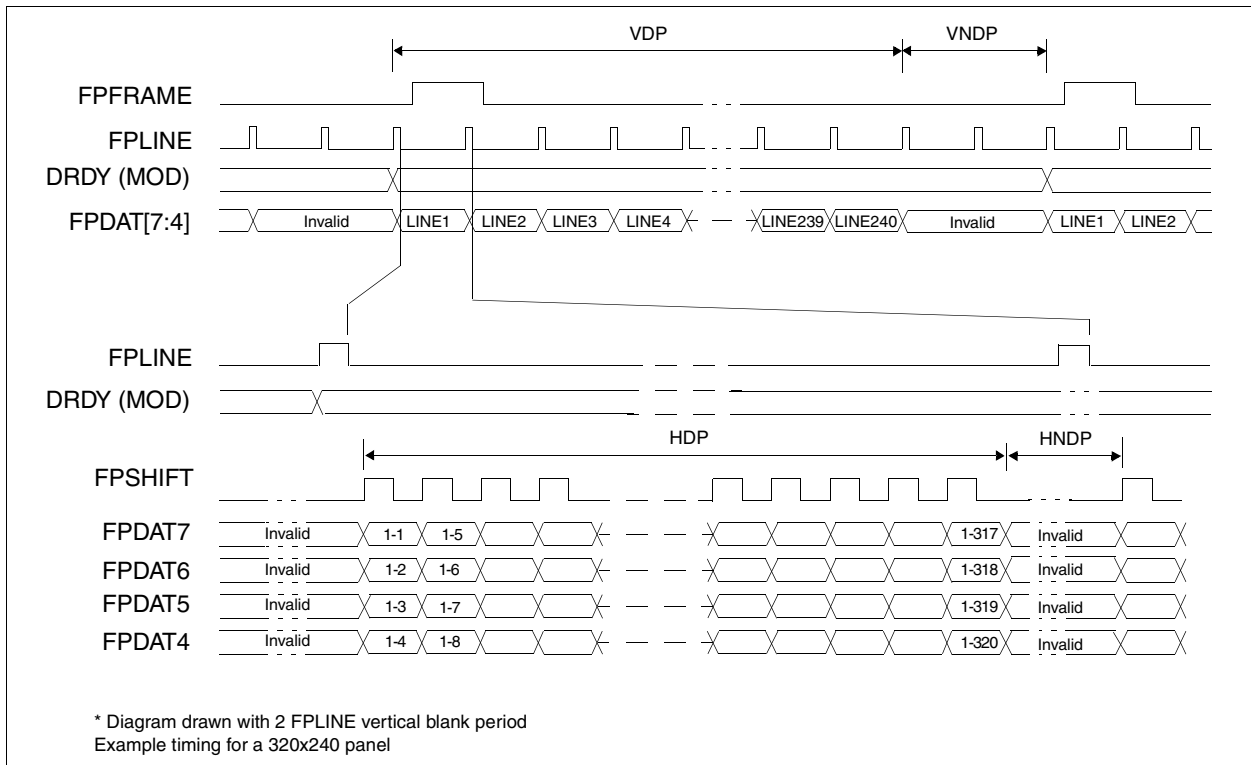 VDP VNDP
FPFRAME
FPLINE
DRDY (MOD)
FPDAT[7:4] Invalid LINE1 LINE2 LINE3 LINE4 LINE239 LINE240 Invalid LINE1 LINE2
FPLINE
DRDY (MOD)
HDP HNDP
FPSHIFT
FPDAT7 Invalid 1-1 1-5 1-317 Invalid
FPDAT6 Invalid 1-2 1-6 1-318 Invalid
FPDAT5 Invalid 1-3 1-7 1-319 Invalid
FPDAT4 Invalid 1-4 1-8 1-320 Invalid
* Diagram drawn with 2 FPLINE vertical blank period
Example timing for a 320x240 panel